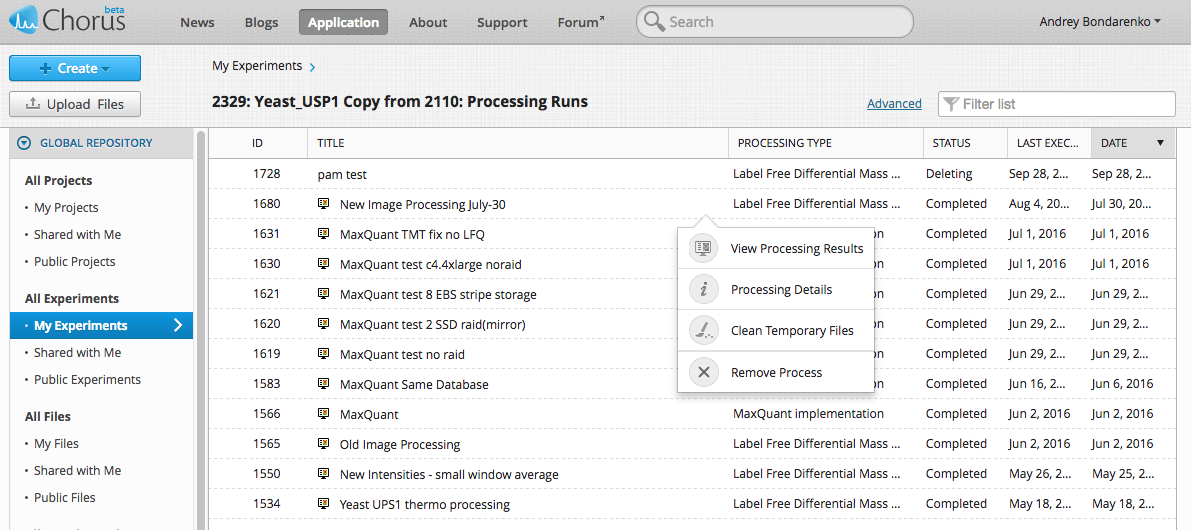 Chorus beta News Blogs Application About Support Forum Search Andrey Bondarenko
Create
My Experiments
Upload Files
2329: Yeast_USP1 Copy from 2110: Processing Runs
Advanced
Filter list
GLOBAL REPOSITORY
All Projects
My Projects
Shared with Me
Public Projects
All Experiments
My Experiments
Shared with Me
Public Experiments
All Files
My Files
Shared with Me
Public Files
ID TITLE PROCESSING TYPE STATUS LAST EXEC... DATE
1728 pam test Label Free Differential Mass ... Deleting Sep 28, 2... Sep 28, 2...
1680 New Image Processing July-30 Label Free Differential Mass ... Completed Aug 4, 20... Jul 30, 20...
1631 MaxQuant TMT fix no LFQ Completed Jul 1, 2016 Jul 1, 2016
1630 MaxQuant test c4.4xlarge noraid Completed Jul 1, 2016 Jul 1, 2016
1621 MaxQuant test 8 EBS stripe storage Completed Jun 29, 2... Jun 29, 2...
1620 MaxQuant test 2 SSD raid(mirror) Completed Jun 29, 2... Jun 29, 2...
1619 MaxQuant test no raid Completed Jun 29, 2... Jun 29, 2...
1583 MaxQuant Same Database Completed Jun 16, 2... Jun 6, 2016
1566 MaxQuant MaxQuant implementation Completed Jun 2, 2016 Jun 2, 2016
1565 Old Image Processing Label Free Differential Mass ... Completed Jun 2, 2016 Jun 2, 2016
1550 New Intensities - small window average Label Free Differential Mass ... Completed May 26, 2... May 25, 2...
1534 Yeast UPS1 thermo processing Label Free Differential Mass ... Completed May 18, 2... May 18, 2...
View Processing Results
Processing Details
Clean Temporary Files
Remove Process